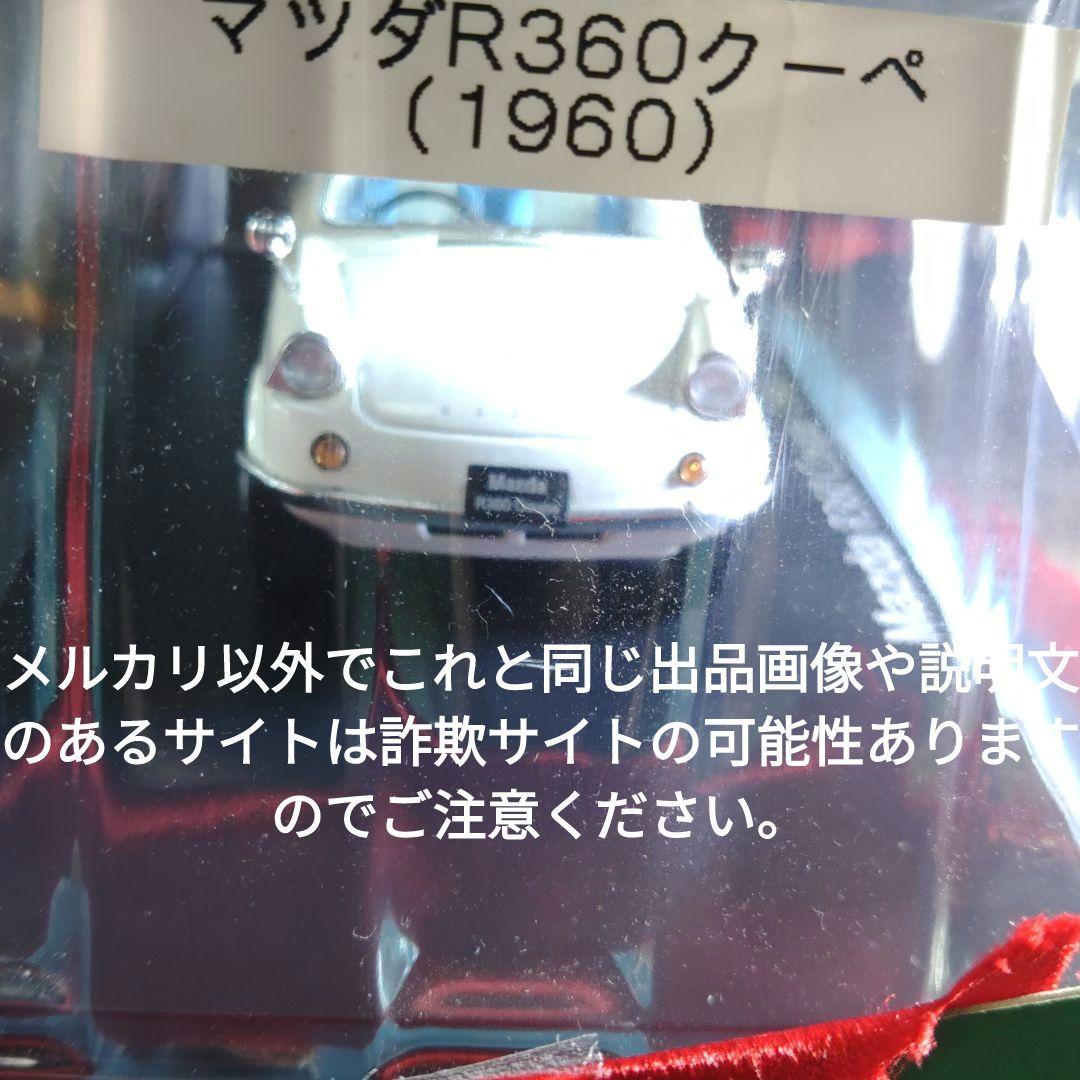 マツダR360クーペ
(1960)
Mazda
メルカリ以外でこれと同じ出品画像や説明文
のあるサイトは詐欺サイトの可能性あります
のでご注意ください。